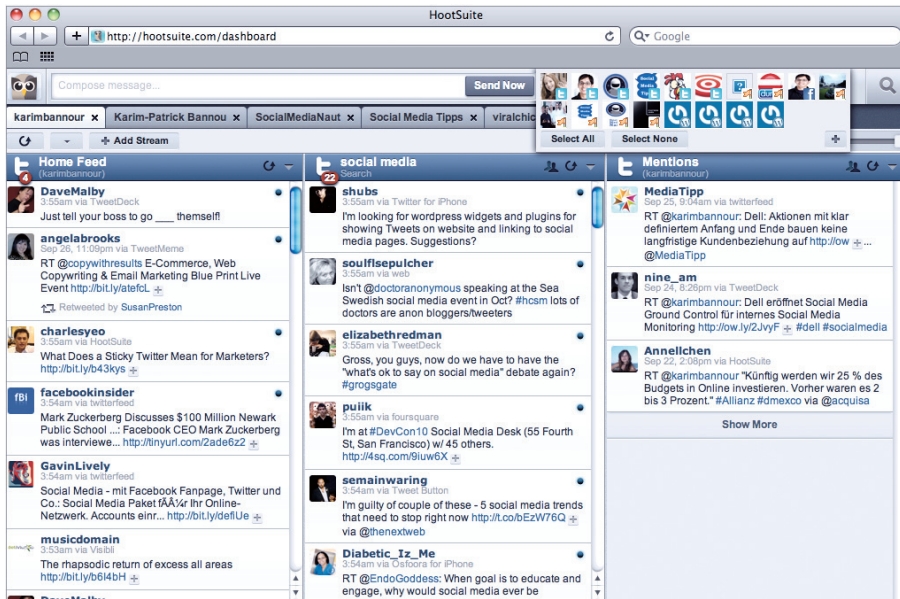 HootSuite
http://hootsuite.com/dashboard
Google
Compose message...
Send Now
karimbannour
Karim-Patrick Bannou
SocialMediaNaut
Social Media Tipps
viralchic
Select All
Select None
Add Stream
Home Feed
(karimbannour)
4
DaveMalby
3:55am via TweetDeck
Just tell your boss to go ___ themself!
angelabrooks
Sep 26, 11:09pm via TweetMeme
RT @copywithresults E-Commerce, Web
Copywriting & Email Marketing Blue Print Live
Event http://bit.ly/atefcL
Retweeted by SusanPreston
charlesyeo
3:55am via HootSuite
What Does a Sticky Twitter Mean for Marketers?
http://bit.ly/b43kys
fBI
facebookinsider
3:54am via twitterfeed
Mark Zuckerberg Discusses $100 Million Newark
Public School ...: Facebook CEO Mark Zuckerberg
was interviewe... http://tinyurl.com/2ade6z2
GavinLively
3:54am via twitterfeed
Social Media - mit Facebook Fanpage, Twitter und
Co.: Social Media Paket fÃÂ¼r Ihr Online-
Netzwerk. Accounts einr... http://bit.ly/defiUe
musicdomain
3:53am via Visibli
The rhapsodic return of excess all areas
http://bit.ly/b6l4bH
DaveMalby
social media
Search
22
shubs
3:55am via Twitter for iPhone
I'm looking for wordpress widgets and plugins for
showing Tweets on website and linking to social
media pages. Suggestions?
soulflsepulcher
3:55am via web
Isn't @doctoranonymous speaking at the Sea
Swedish social media event in Oct? #hcsm lots of
doctors are anon bloggers/tweeters
elizabethredman
3:55am via TweetDeck
Gross, you guys, now do we have to have the
"what's ok to say on social media" debate again?
#grogsgate
puiik
3:55am via foursquare
I'm at #DevCon10 Social Media Desk (55 Fourth
St, San Francisco) w/ 45 others.
http://4sq.com/9iuw6X
semainwaring
3:54am via Tweet Button
I'm guilty of couple of these - 5 social media trends
that need to stop right now http://t.co/bEzW76Q
via @thenextweb
Diabetic_Iz_Me
3:54am via Osfoora for iPhone
RT @EndoGoddess: When goal is to educate and
engage, why would social media ever be
Mentions
(karimbannour)
MediaTipp
Sep 25, 9:04am via twitterfeed
RT @karimbannour: Dell: Aktionen mit klar
definiertem Anfang und Ende bauen keine
langfristige Kundenbeziehung auf http://ow ...
@MediaTipp
nine_am
Sep 24, 8:26pm via TweetDeck
RT @karimbannour: Dell eröffnet Social Media
Ground Control für internes Social Media
Monitoring http://ow.ly/2JvyF #dell #socialmedia
Annellchen
Sep 22, 2:08pm via HootSuite
RT @karimbannour "Künftig werden wir 25 % des
Budgets in Online investieren. Vorher waren es 2
bis 3 Prozent." #Allianz #dmexco via @acquisa
Show More